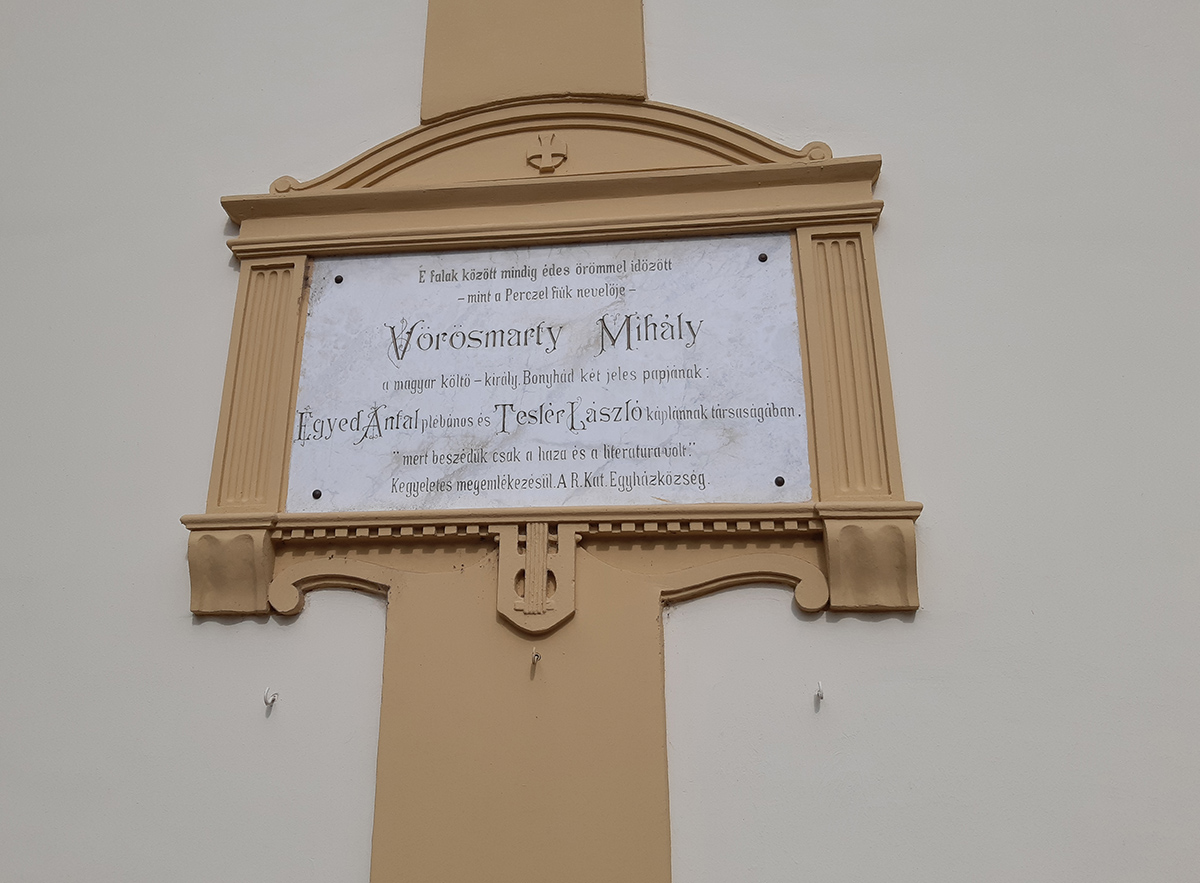 E falak között mindig édes örömmel időzött
– mint a Perczel fiúk nevelője –
Vörösmarty Mihály
a magyar költő – király, Bonyhád két jeles papjának:
Egyed Antal plébános és Teslér László káplánnak társaságában.
"mert beszédük csak a haza és a literatura volt".
Kegyeletes megemlékezésül. A R. Kat. Egyházközség.